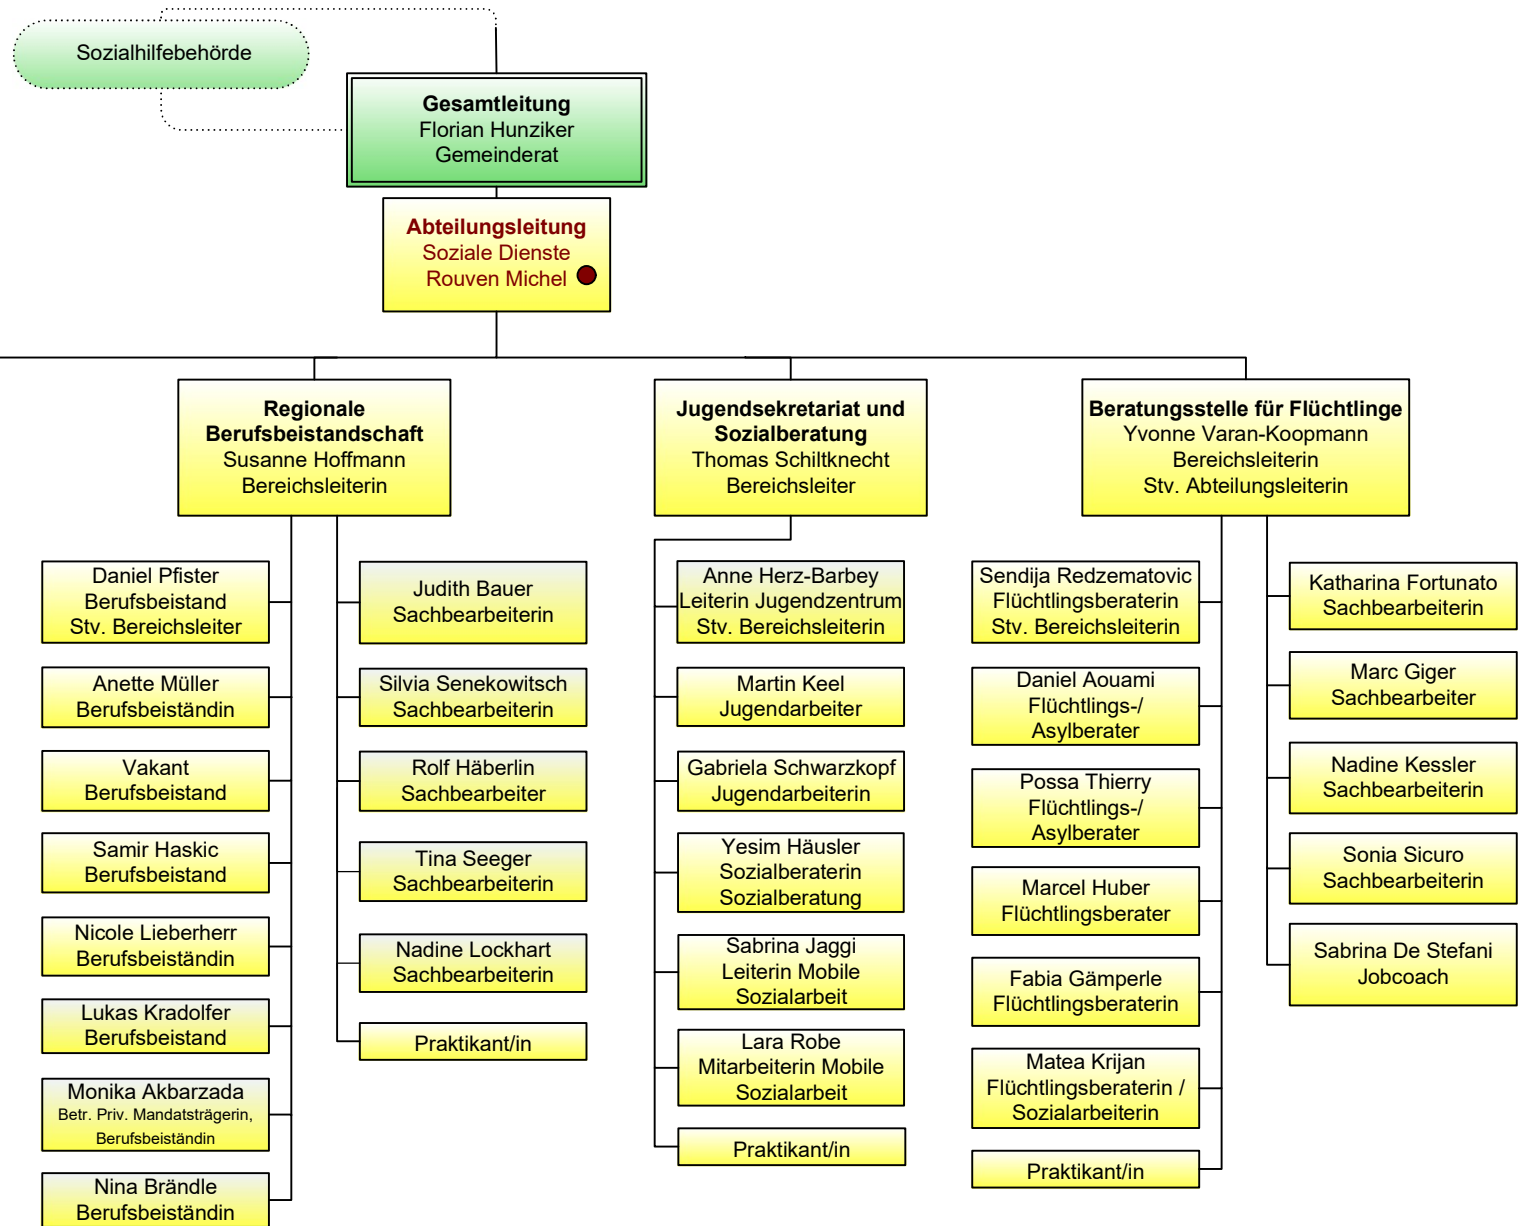 Sozialhilfebehörde
Gesamtleitung
Florian Hunziker
Gemeinderat
Abteilungsleitung
Soziale Dienste
Rouven Michel
Regionale
Berufsbeistandschaft
Susanne Hoffmann
Bereichsleiterin
Daniel Pfister
Berufsbeistand
Stv. Bereichsleiter
Anette Müller
Berufsbeiständin
Vakant
Berufsbeistand
Samir Haskic
Berufsbeistand
Nicole Lieberherr
Berufsbeiständin
Lukas Kradolfer
Berufsbeistand
Monika Akbarzada
Betr. Priv. Mandatsträgerin,
Berufsbeiständin
Nina Brändle
Berufsbeiständin
Judith Bauer
Sachbearbeiterin
Silvia Senekowitsch
Sachbearbeiterin
Rolf Häberlin
Sachbearbeiter
Tina Seeger
Sachbearbeiterin
Nadine Lockhart
Sachbearbeiterin
Praktikant/in
Jugendsekretariat und
Sozialberatung
Thomas Schiltknecht
Bereichsleiter
Anne Herz-Barbey
Leiterin Jugendzentrum
Stv. Bereichsleiterin
Martin Keel
Jugendarbeiter
Gabriela Schwarzkopf
Jugendarbeiterin
Yesim Häusler
Sozialberaterin
Sozialberatung
Sabrina Jaggi
Leiterin Mobile
Sozialarbeit
Lara Robe
Mitarbeiterin Mobile
Sozialarbeit
Praktikant/in
Beratungsstelle für Flüchtlinge
Yvonne Varan-Koopmann
Bereichsleiterin
Stv. Abteilungsleiterin
Sendija Redzematovic
Flüchtlingsberaterin
Stv. Bereichsleiterin
Daniel Aouami
Flüchtlings-/
Asylberater
Possa Thierry
Flüchtlings-/
Asylberater
Marcel Huber
Flüchtlingsberater
Fabia Gämperle
Flüchtlingsberaterin
Matea Krijan
Flüchtlingsberaterin /
Sozialarbeiterin
Praktikant/in
Katharina Fortunato
Sachbearbeiterin
Marc Giger
Sachbearbeiter
Nadine Kessler
Sachbearbeiterin
Sonia Sicuro
Sachbearbeiterin
Sabrina De Stefani
Jobcoach